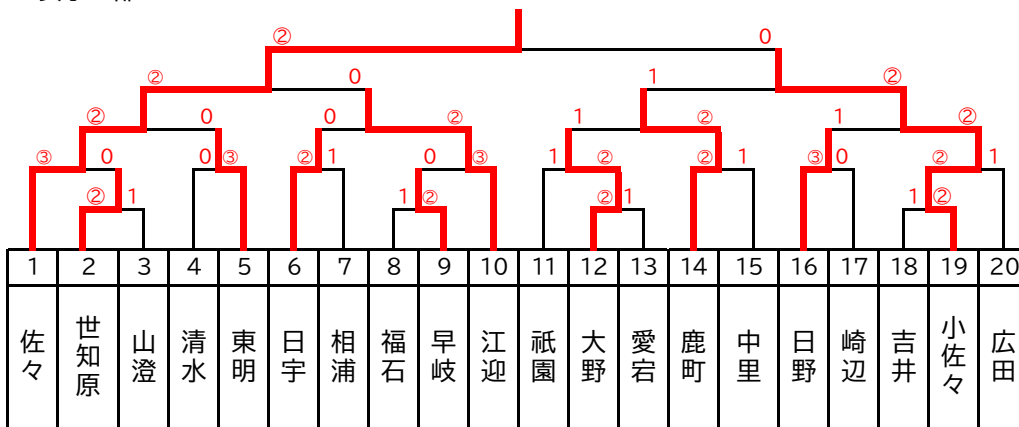 ② 0
② 0 1 ②
② 0 0 ② 1 ② 1 ②
③ 0 0 ③ ② 1 0 ③ 1 ② ② 1 ③ 0 ② 1
② 1 1 ② ② 1 1 ②
1 2 3 4 5 6 7 8 9 10 11 12 13 14 15 16 17 18 19 20
佐々 世知原 山澄 清水 東明 日宇 相浦 福石 早岐 江迎 祇園 大野 愛宕 鹿町 中里 日野 崎辺 吉井 小佐々 広田